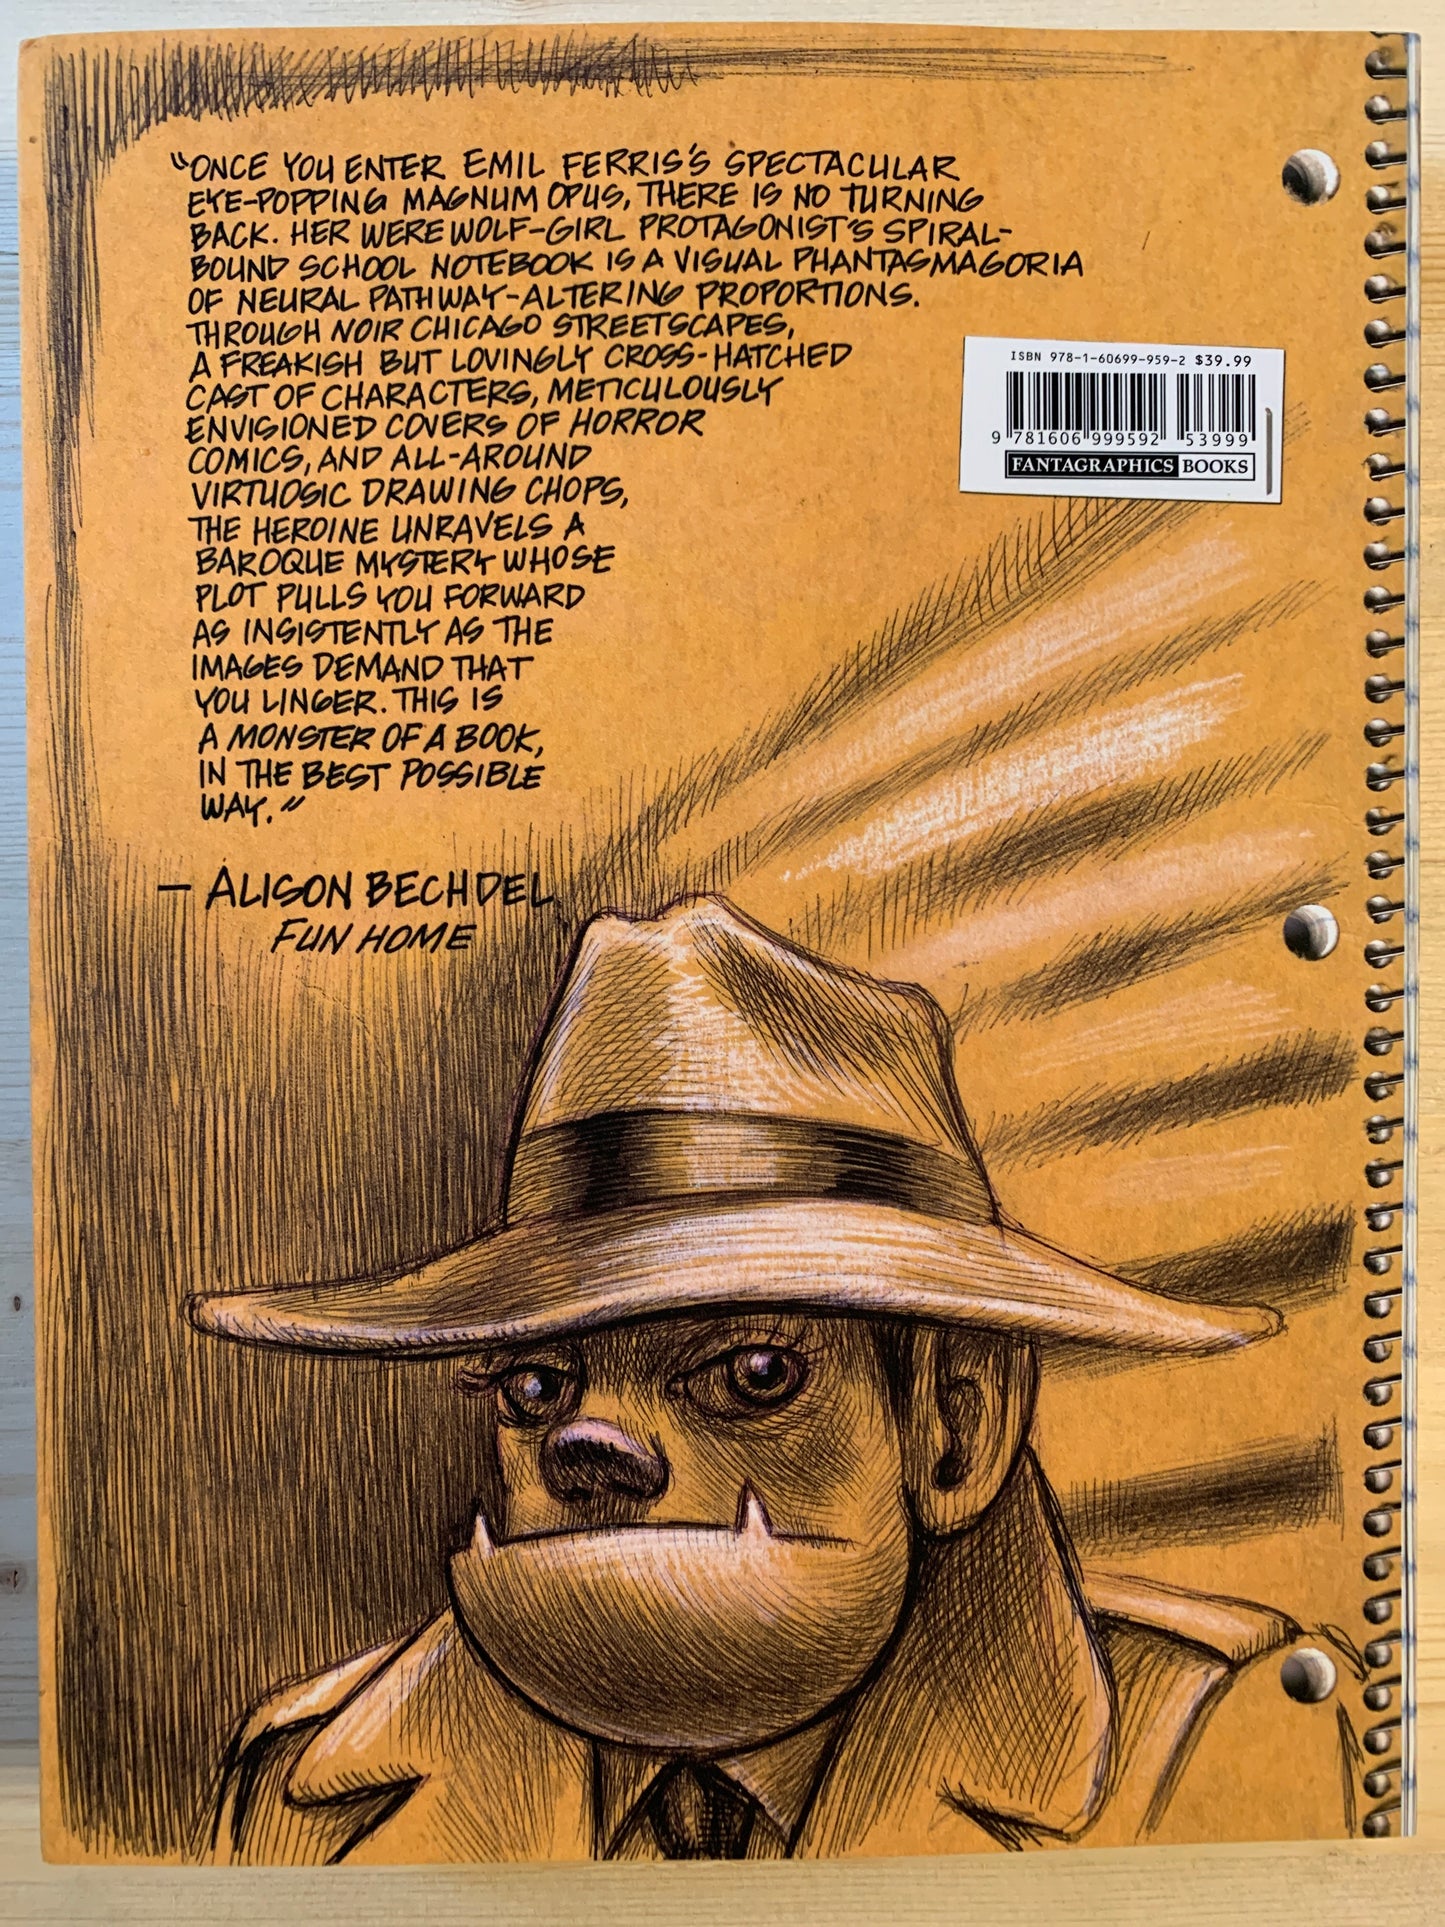 “ONCE YOU ENTER EMIL FERRIS'S SPECTACULAR
EYE-POPPING MAGNUM OPUS, THERE IS NO TURNING
BACK. HER WEREWOLF-GIRL PROTAGONIST'S SPIRAL-
BOUND SCHOOL NOTEBOOK IS A VISUAL PHANTASMAGORIA
OF NEURAL PATHWAY-ALTERING PROPORTIONS.
THROUGH NOIR CHICAGO STREETSCAPES,
A FREAKISH BUT LOVINGLY CROSS-HATCHED
CAST OF CHARACTERS, METICULOUSLY
ENVISIONED COVERS OF HORROR
COMICS, AND ALL-AROUND
VIRTUOSIC DRAWING CHOPS,
THE HEROINE UNRAVELS A
BAROQUE MYSTERY WHOSE
PLOT PULLS YOU FORWARD
AS INSISTENTLY AS THE
IMAGES DEMAND THAT
YOU LINGER. THIS IS
A MONSTER OF A BOOK,
IN THE BEST POSSIBLE
WAY.”
— ALISON BECHDEL
FUN HOME
ISBN 978-1-60699-959-2 $39.99
9 781606 999592 53999
FANTAGRAPHICS BOOKS